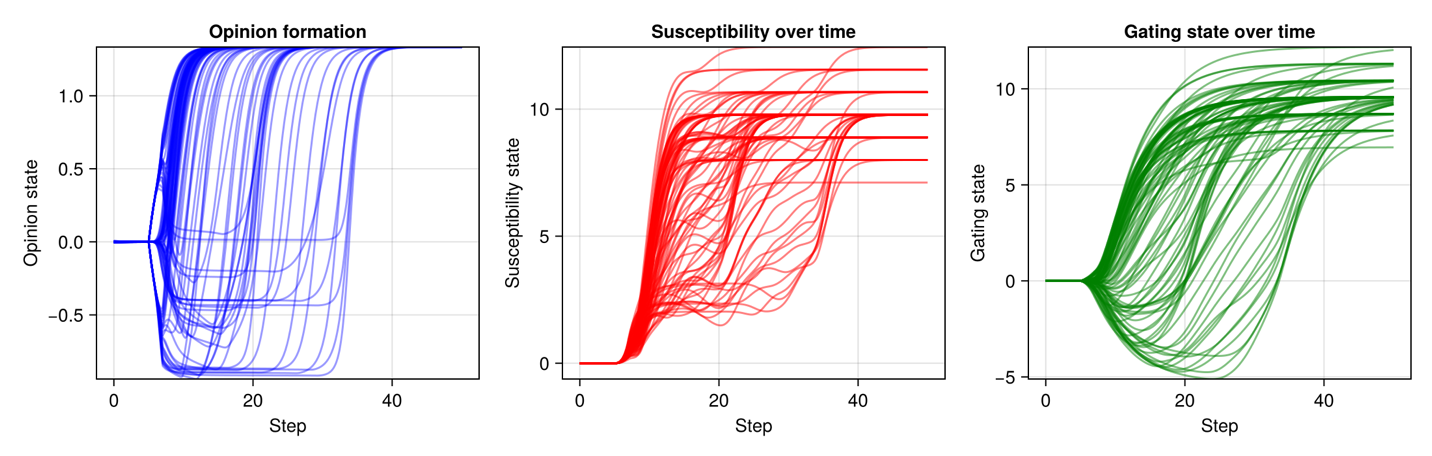 Opinion formation
Opinion state
1.0
0.5
0.0
−0.5
0
20
40
Step
Susceptibility over time
Susceptibility state
10
5
0
0
20
40
Step
Gating state over time
Gating state
10
5
0
−5
0
20
40
Step